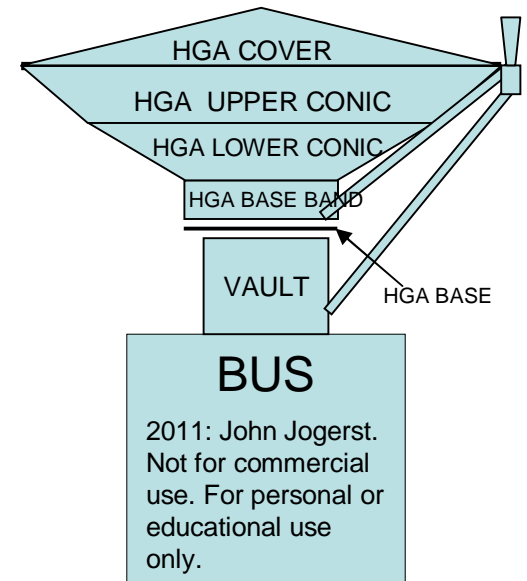 HGA COVER
HGA UPPER CONIC
HGA LOWER CONIC
HGA BASE BAND
VAULT
HGA BASE
BUS
2011: John Jogerst.
Not for commercial
use. For personal or
educational use
only.